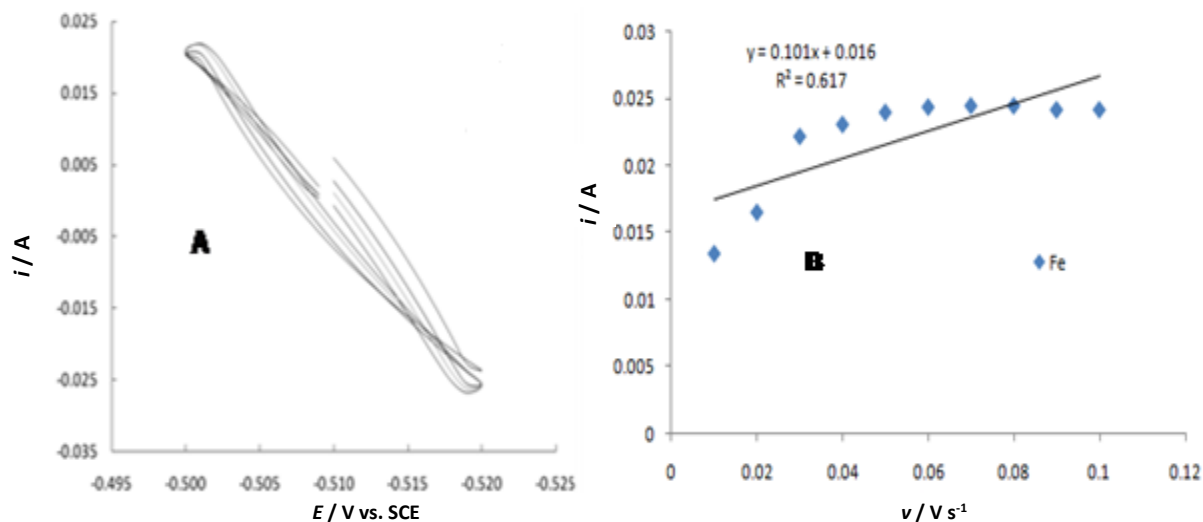 0.025
0.015
0.005
-0.005
-0.015
-0.025
-0.035
i / A
A
-0.495 -0.500 -0.505 -0.510 -0.515 -0.520 -0.525
E / V vs. SCE
0.03
0.025
0.02
0.015
0.01
0.005
0
i / A
y = 0.101x + 0.016
R² = 0.617
B
Fe
0 0.02 0.04 0.06 0.08 0.1 0.12
v / V s⁻¹